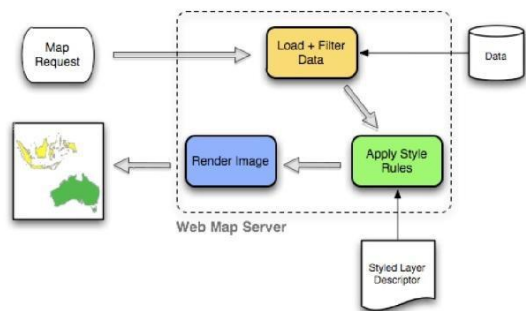 Map
Request
Load + Filter
Data
Data
Render Image
Apply Style
Rules
Web Map Server
Styled Layer
Descriptor